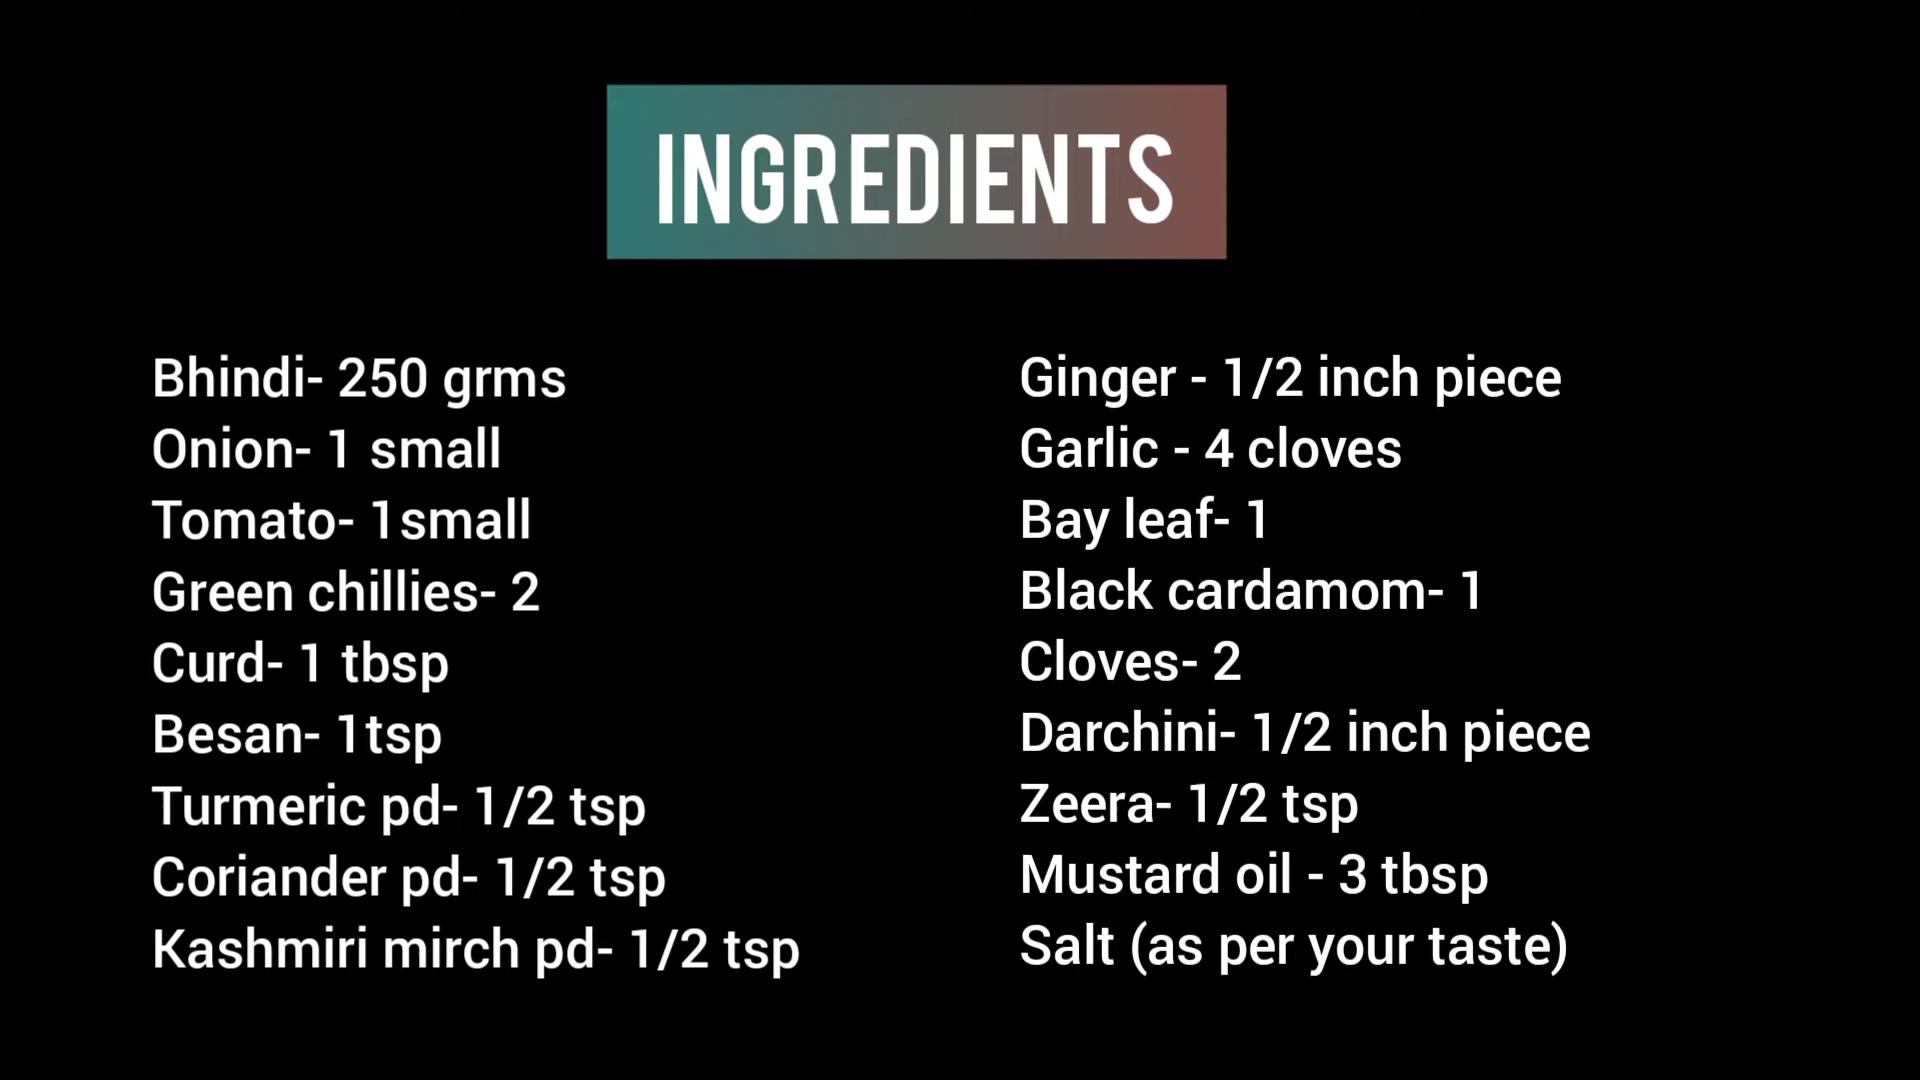 INGREDIENTS
Bhindi- 250 grms
Onion- 1 small
Tomato- 1small
Green chillies- 2
Curd- 1 tbsp
Besan- 1tsp
Turmeric pd- 1/2 tsp
Coriander pd- 1/2 tsp
Kashmiri mirch pd- 1/2 tsp
Ginger - 1/2 inch piece
Garlic - 4 cloves
Bay leaf- 1
Black cardamom- 1
Cloves- 2
Darchini- 1/2 inch piece
Zeera- 1/2 tsp
Mustard oil - 3 tbsp
Salt (as per your taste)